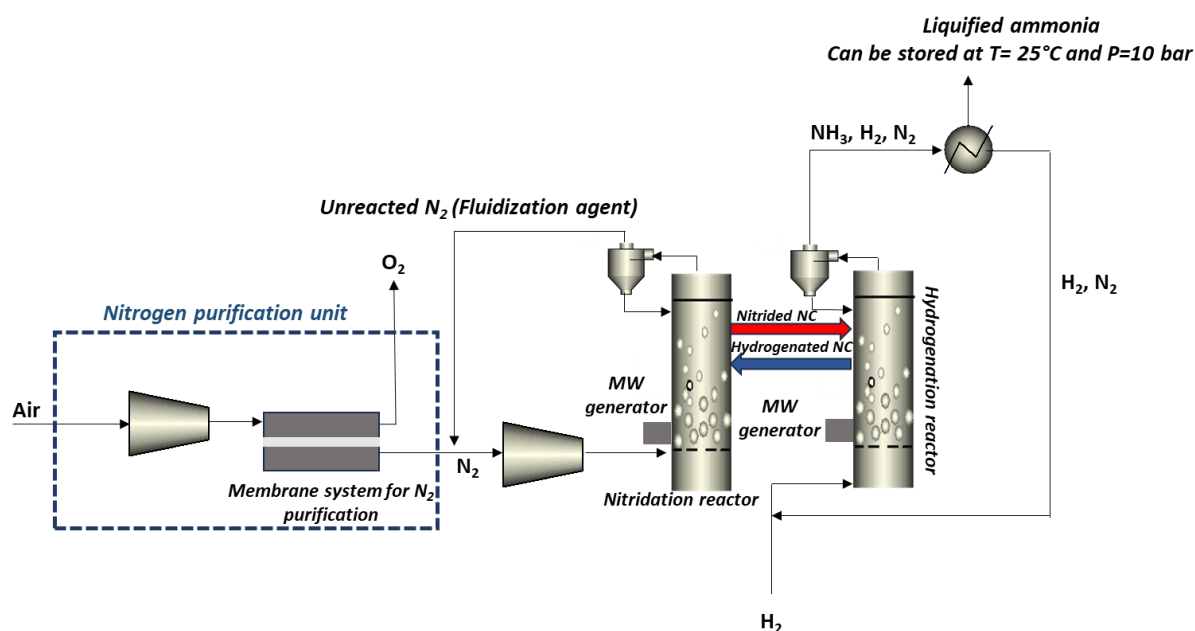 Liquified ammonia
Can be stored at T= 25°C and P=10 bar
NH₃, H₂, N₂
Unreacted N₂ (Fluidization agent)
O₂
Nitrogen purification unit
H₂, N₂
Nitrided NC
Hydrogenated NC
Hydrogenation reactor
MW
generator
MW
generator
Air
N₂
Membrane system for N₂
purification
Nitridation reactor
H₂